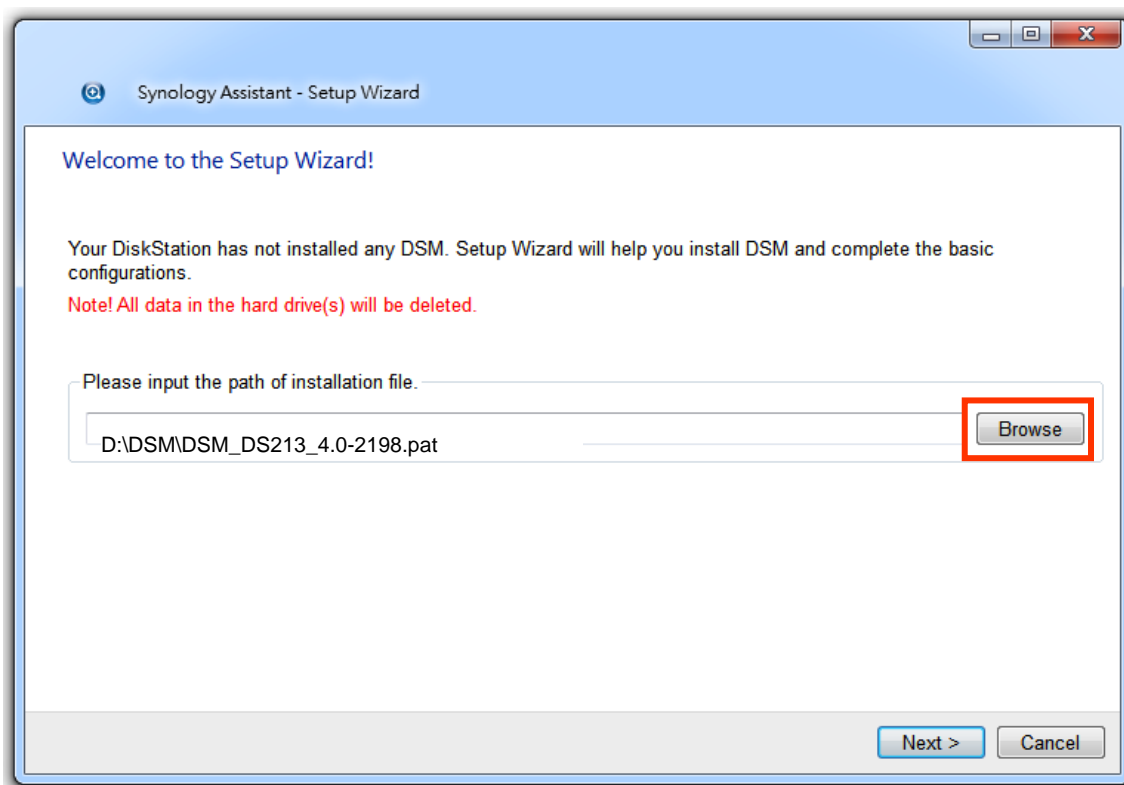 Synology Assistant - Setup Wizard
Welcome to the Setup Wizard!
Your DiskStation has not installed any DSM. Setup Wizard will help you install DSM and complete the basic
configurations.
Note! All data in the hard drive(s) will be deleted.
Please input the path of installation file.
D:\DSM\DSM_DS213_4.0-2198.pat
Browse
Next >
Cancel